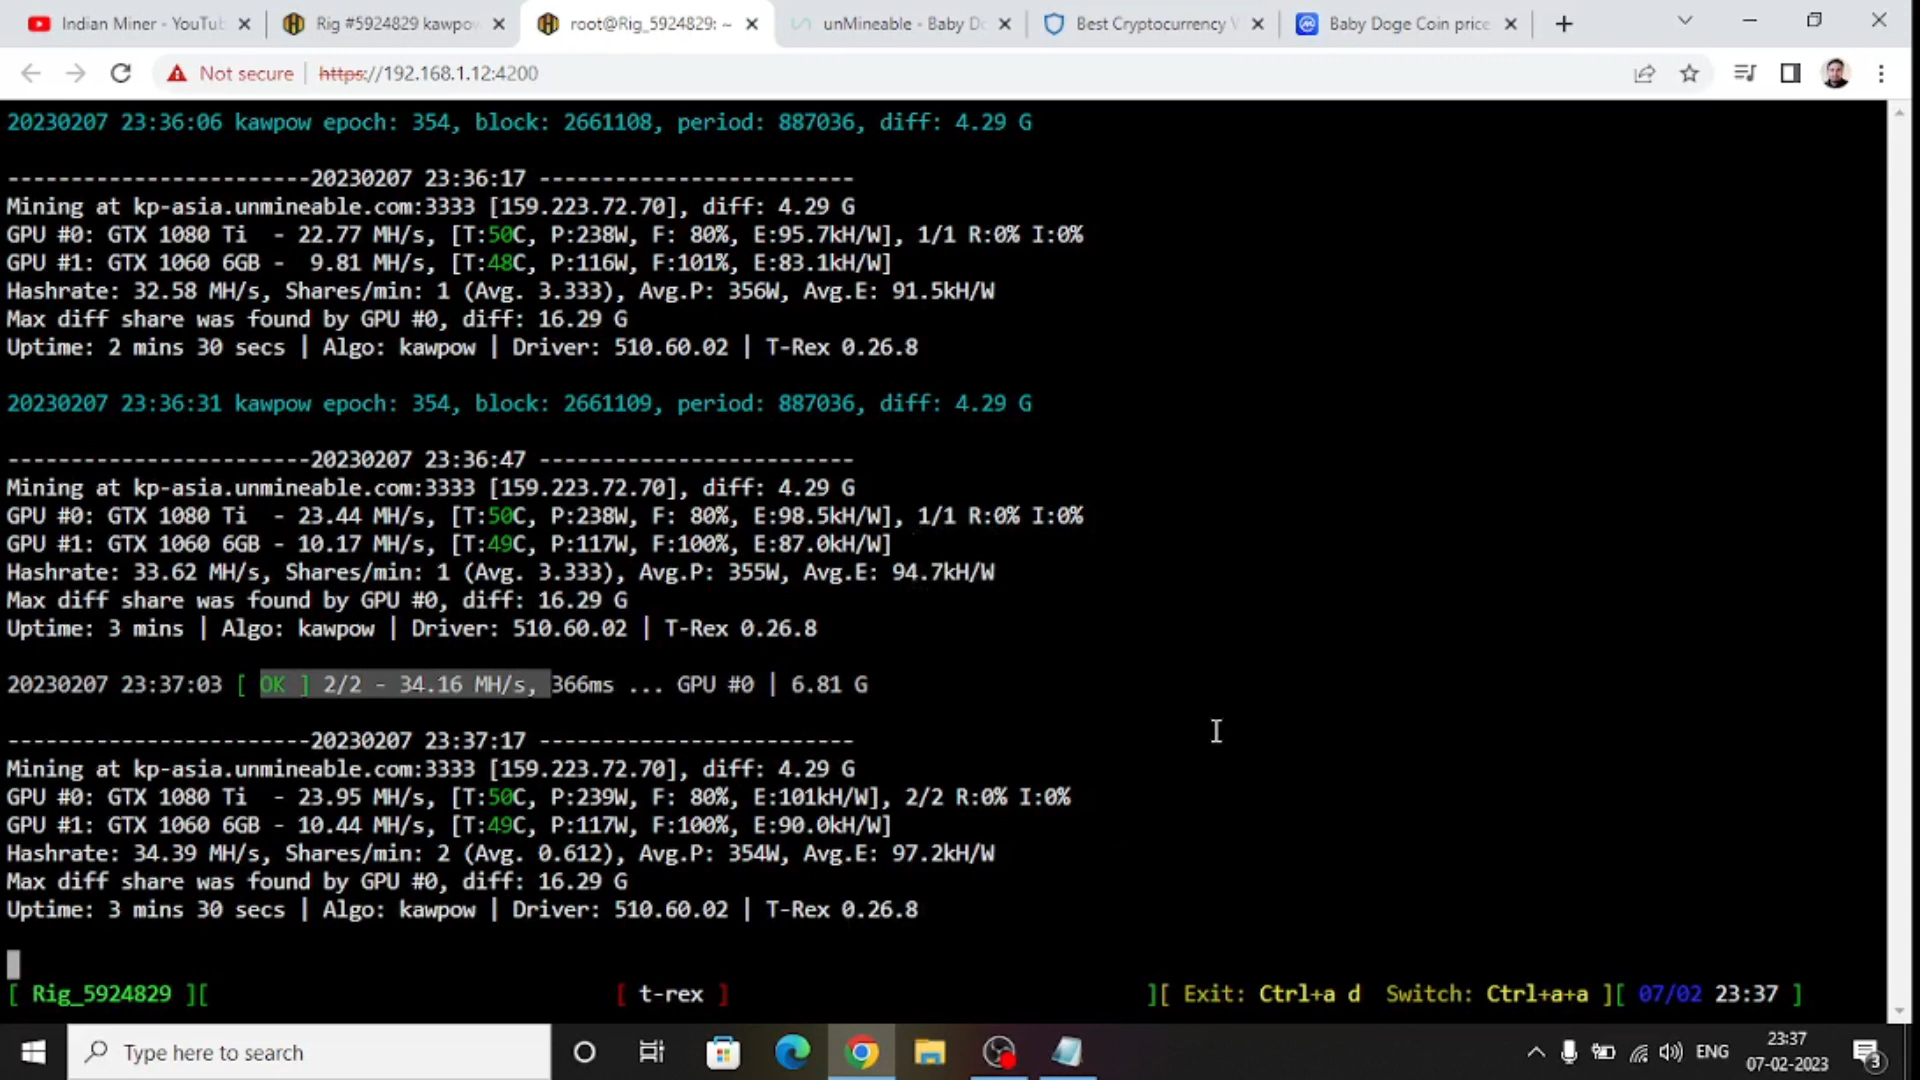 Indian Miner - YouTub
Rig #5924829 kawpow
root@Rig_5924829: ~
unMineable - Baby Do
Best Cryptocurrency
Baby Doge Coin price
Not secure
https://192.168.1.12:4200
20230207 23:36:06 kawpow epoch: 354, block: 2661108, period: 887036, diff: 4.29 G
------------------------20230207 23:36:17 -------------------------
Mining at kp-asia.unmineable.com:3333 [159.223.72.70], diff: 4.29 G
GPU #0: GTX 1080 Ti  - 22.77 MH/s, [T:50C, P:238W, F: 80%, E:95.7kH/W], 1/1 R:0% I:0%
GPU #1: GTX 1060 6GB -  9.81 MH/s, [T:48C, P:116W, F:101%, E:83.1kH/W]
Hashrate: 32.58 MH/s, Shares/min: 1 (Avg. 3.333), Avg.P: 356W, Avg.E: 91.5kH/W
Max diff share was found by GPU #0, diff: 16.29 G
Uptime: 2 mins 30 secs | Algo: kawpow | Driver: 510.60.02 | T-Rex 0.26.8
20230207 23:36:31 kawpow epoch: 354, block: 2661109, period: 887036, diff: 4.29 G
------------------------20230207 23:36:47 -------------------------
Mining at kp-asia.unmineable.com:3333 [159.223.72.70], diff: 4.29 G
GPU #0: GTX 1080 Ti  - 23.44 MH/s, [T:50C, P:238W, F: 80%, E:98.5kH/W], 1/1 R:0% I:0%
GPU #1: GTX 1060 6GB - 10.17 MH/s, [T:49C, P:117W, F:100%, E:87.0kH/W]
Hashrate: 33.62 MH/s, Shares/min: 1 (Avg. 3.333), Avg.P: 355W, Avg.E: 94.7kH/W
Max diff share was found by GPU #0, diff: 16.29 G
Uptime: 3 mins | Algo: kawpow | Driver: 510.60.02 | T-Rex 0.26.8
20230207 23:37:03 [ OK ] 2/2 - 34.16 MH/s, 366ms ... GPU #0 | 6.81 G
------------------------20230207 23:37:17 -------------------------
Mining at kp-asia.unmineable.com:3333 [159.223.72.70], diff: 4.29 G
GPU #0: GTX 1080 Ti  - 23.95 MH/s, [T:50C, P:239W, F: 80%, E:101kH/W], 2/2 R:0% I:0%
GPU #1: GTX 1060 6GB - 10.44 MH/s, [T:49C, P:117W, F:100%, E:90.0kH/W]
Hashrate: 34.39 MH/s, Shares/min: 2 (Avg. 0.612), Avg.P: 354W, Avg.E: 97.2kH/W
Max diff share was found by GPU #0, diff: 16.29 G
Uptime: 3 mins 30 secs | Algo: kawpow | Driver: 510.60.02 | T-Rex 0.26.8
[ Rig_5924829 ][ [ t-rex ] ][ Exit: Ctrl+a d  Switch: Ctrl+a+a ][ 07/02 23:37 ]
Type here to search
ENG
23:37
07-02-2023
3